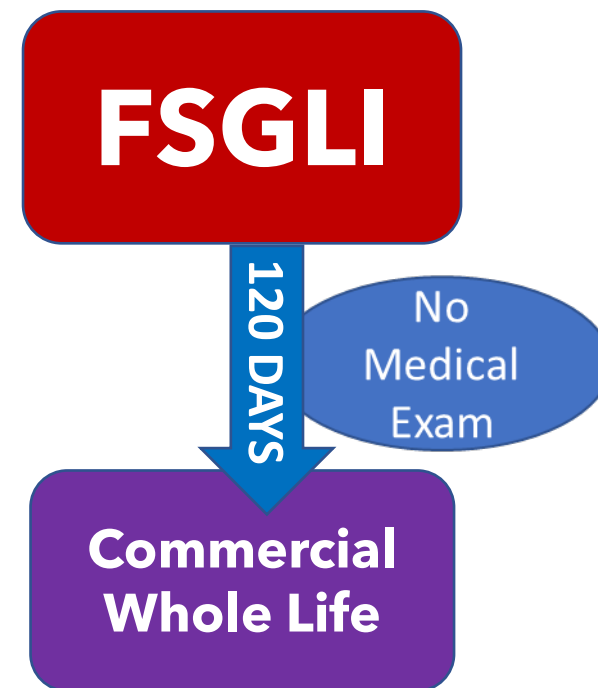 FSGLI
120 DAYS
No
Medical
Exam
Commercial
Whole Life